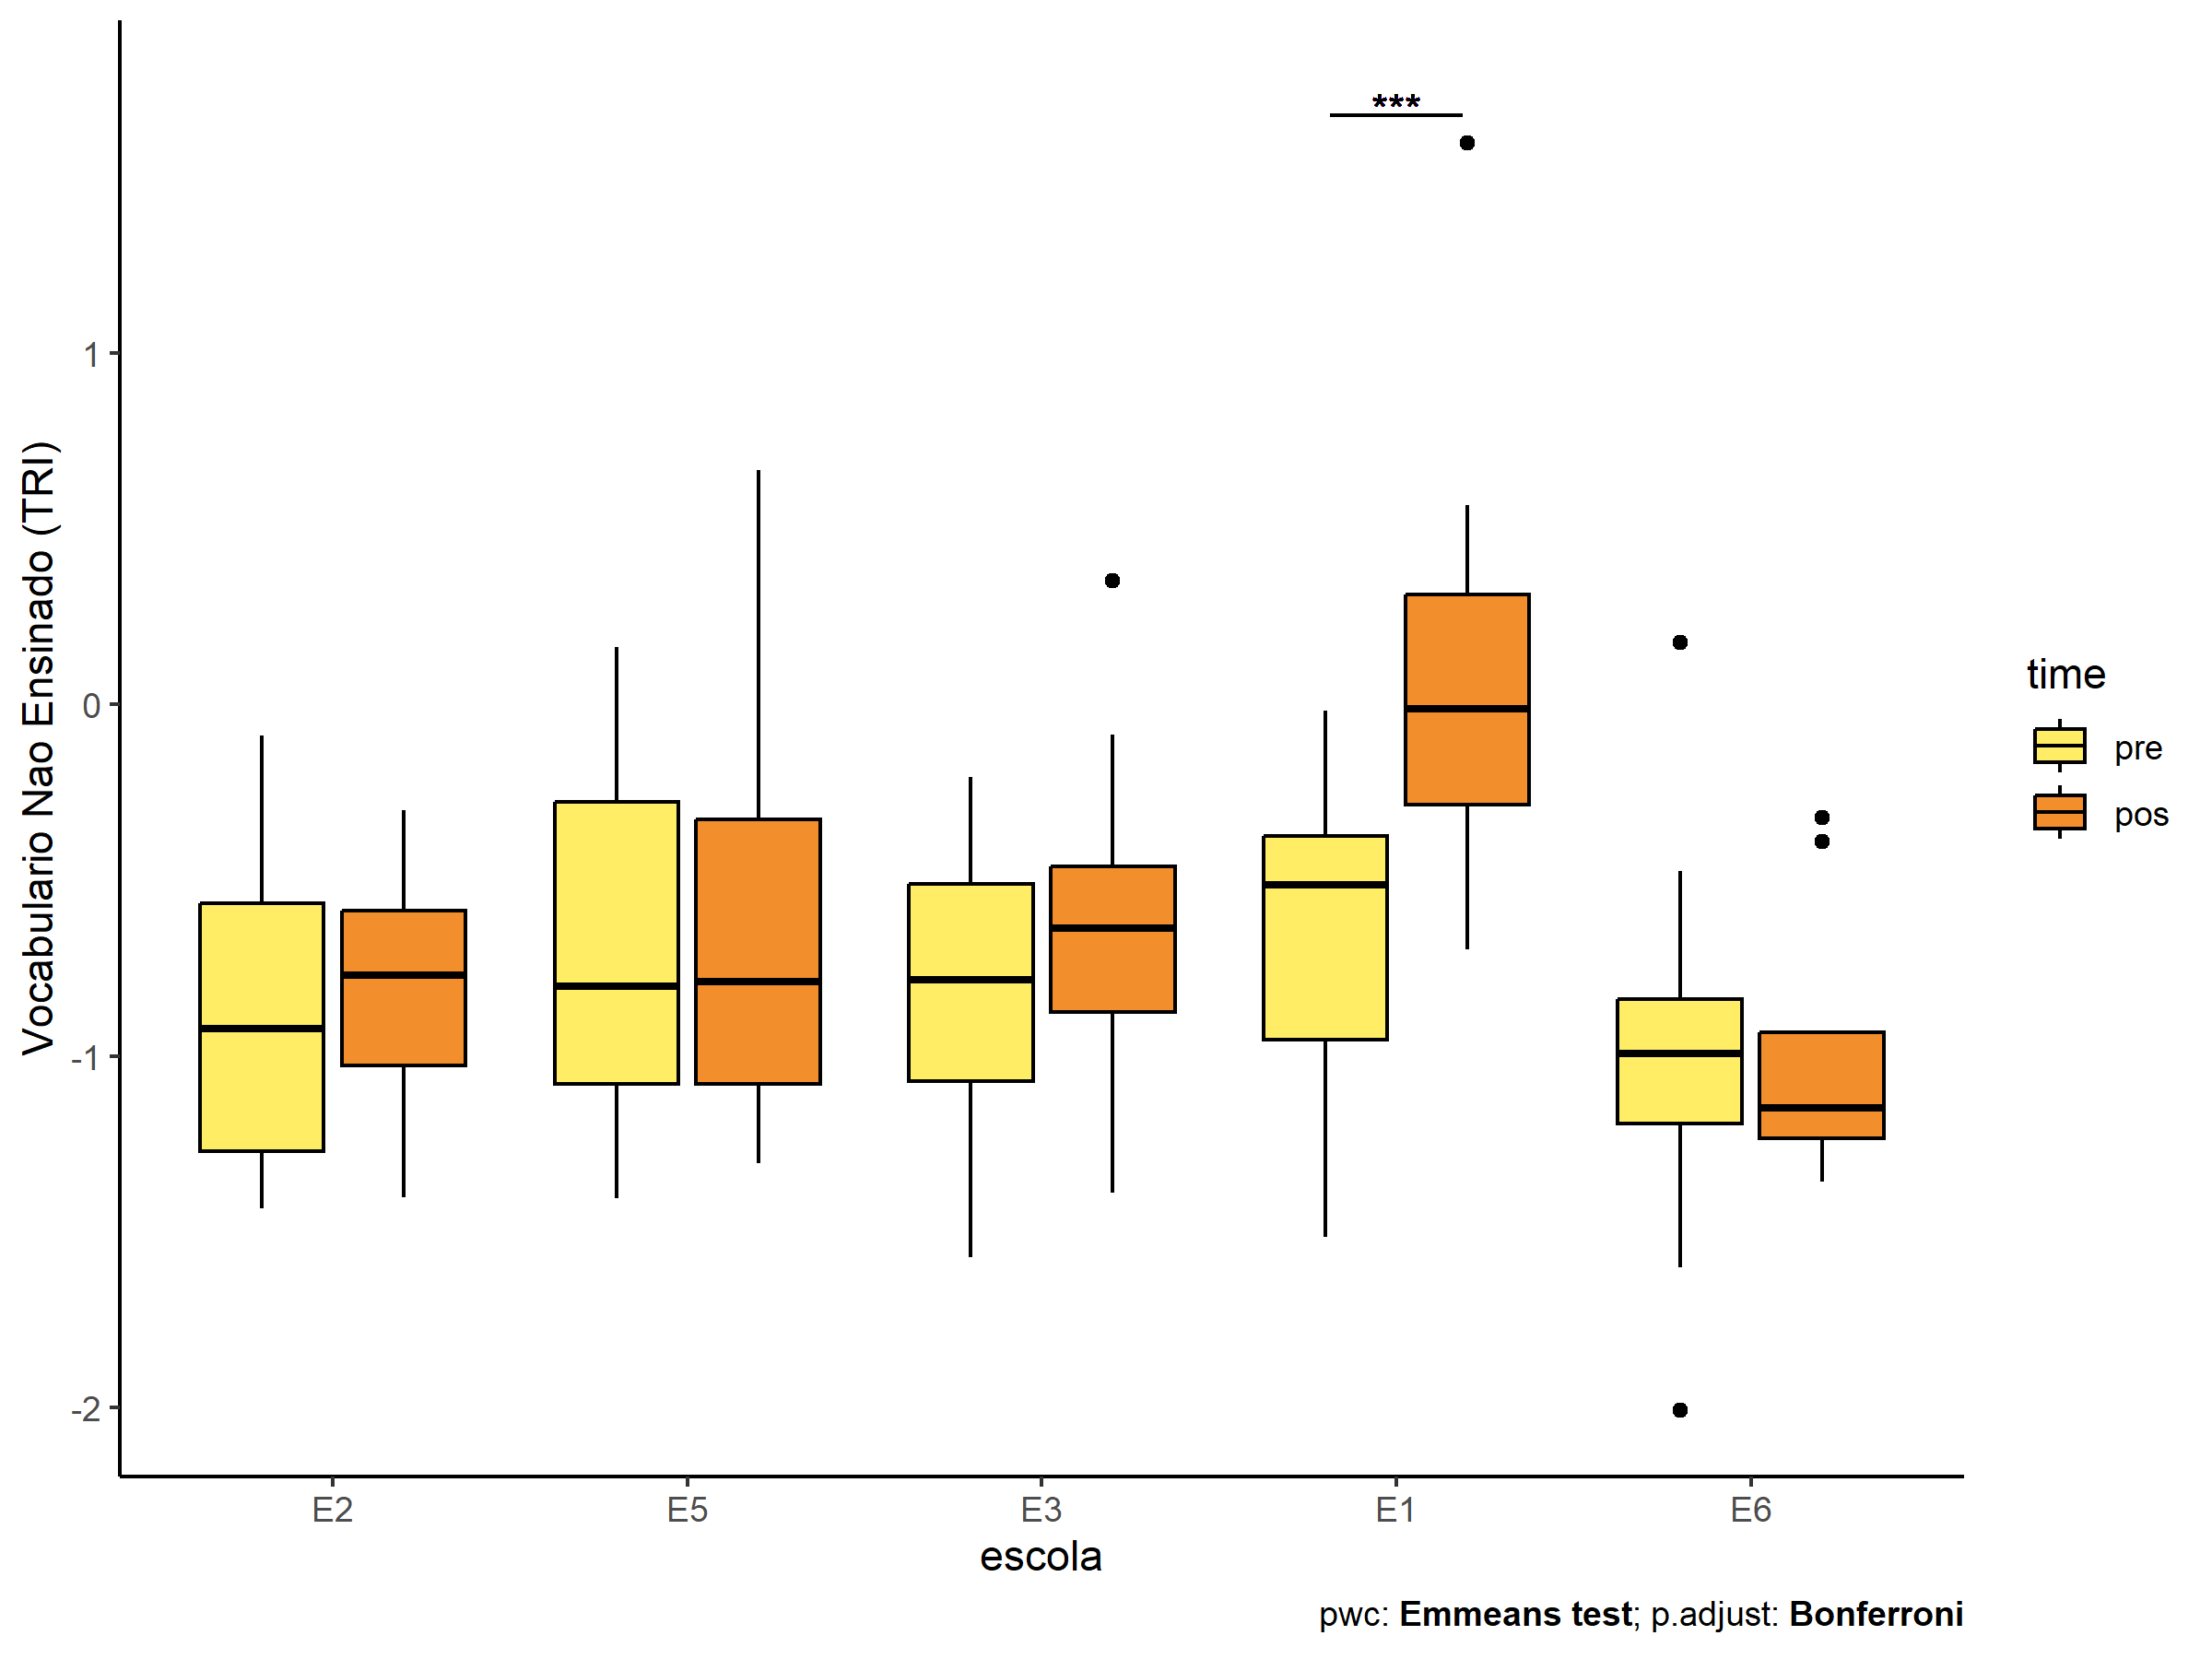 ***
1
0
-1
-2
Vocabulario Nao Ensinado (TRI)
E2 E5 E3 E1 E6
escola
time
pre
pos
pwc: Emmeans test; p.adjust: Bonferroni